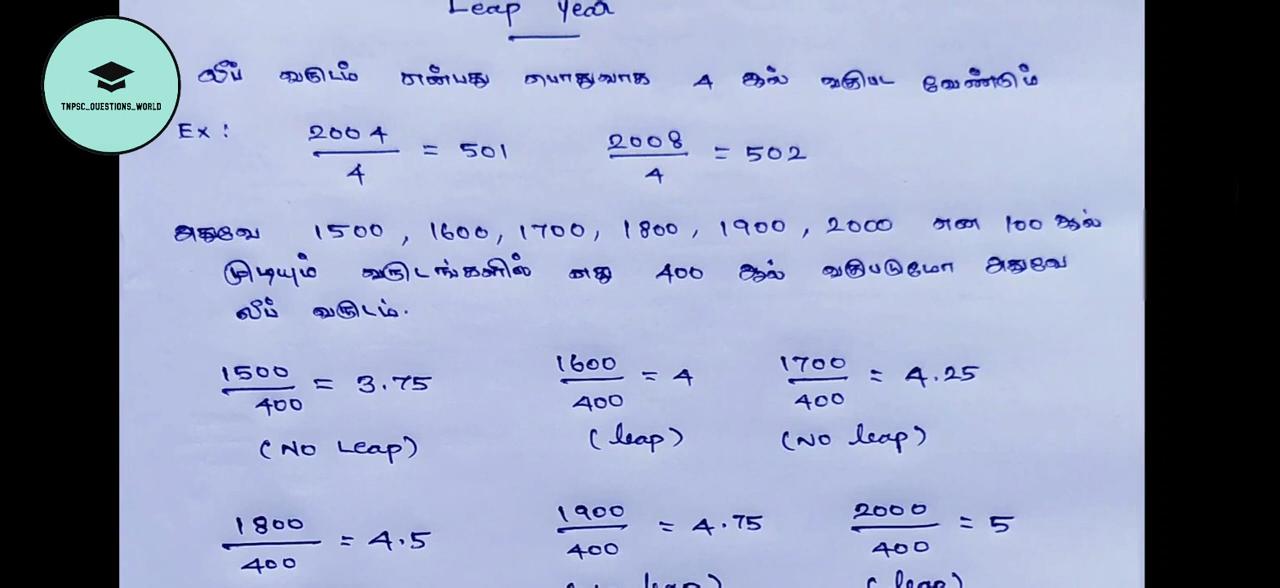 Leap Year
TNPSC_QUESTIONS_WORLD
லீப் வருடம் என்பது பொதுவாக 4 ஆல் வகுபட வேண்டும்
Ex : 2004/4 = 501 2008/4 = 502
அதுவே 1500, 1600, 1700, 1800, 1900, 2000 என 100 ஆல்
முடியும் வருடங்களில் எது 400 ஆல் வகுபடுமோ அதுவே
லீப் வருடம்.
1500/400 = 3.75 1600/400 = 4 1700/400 = 4.25
(No Leap) (leap) (No leap)
1800/400 = 4.5 1900/400 = 4.75 2000/400 = 5
leap) (leap)